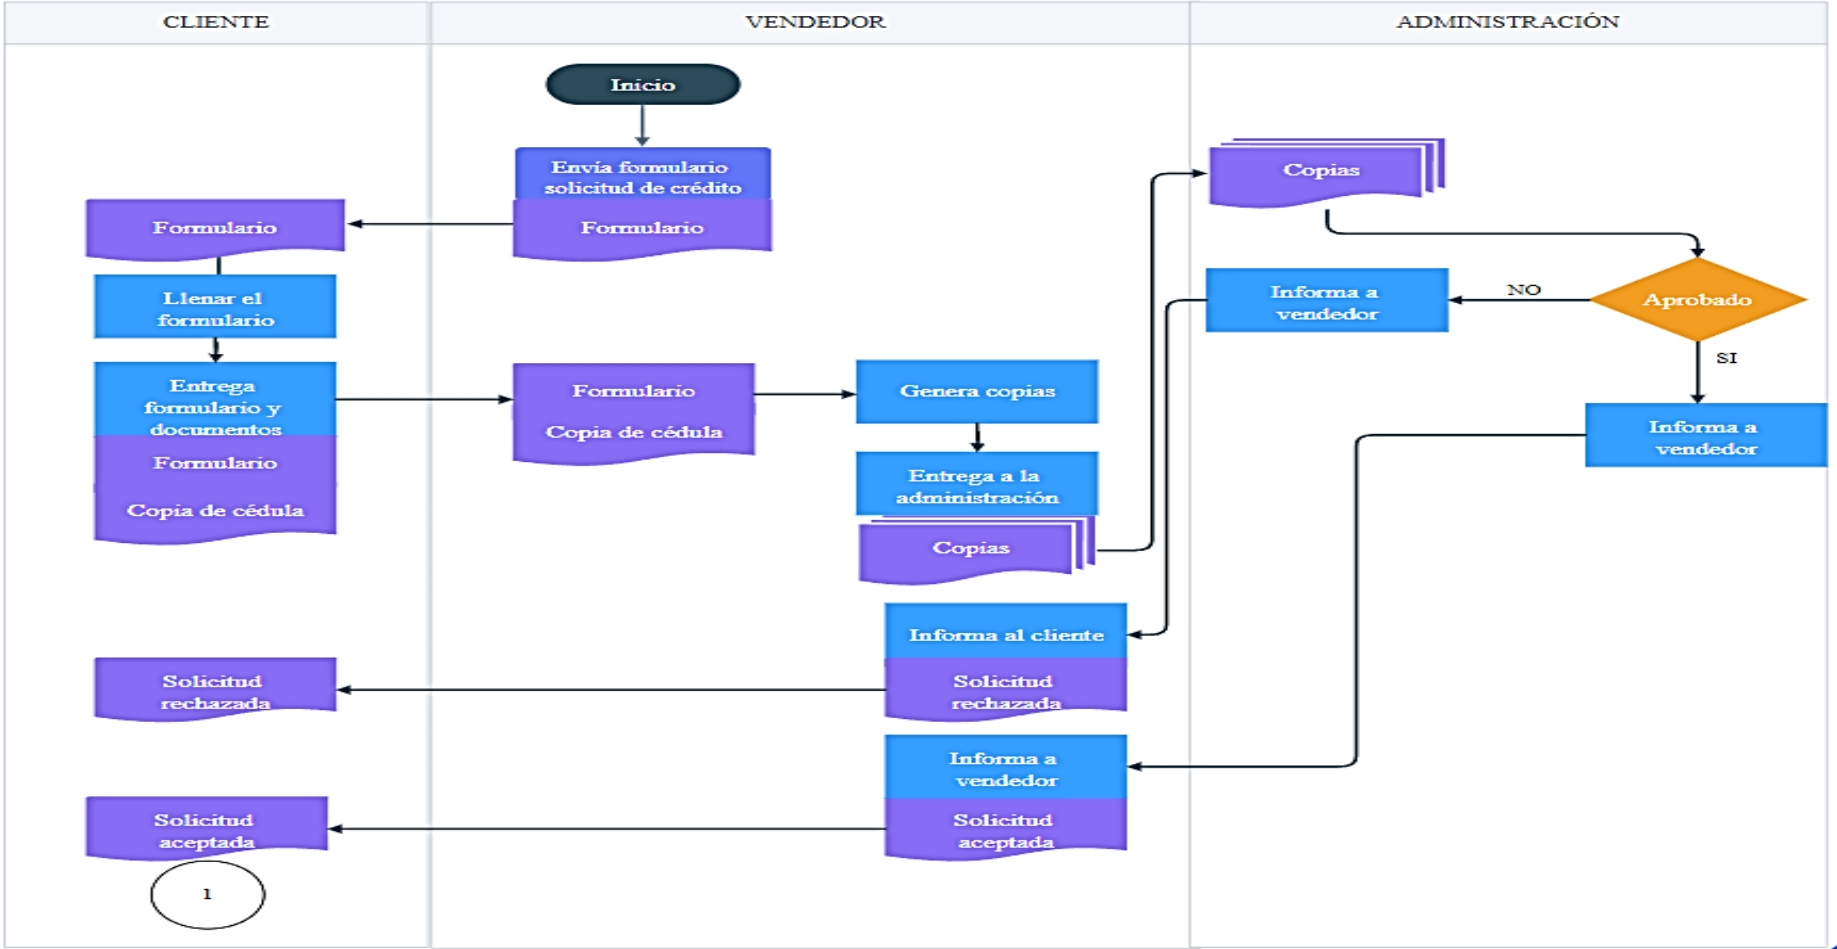 CLIENTE
VENDEDOR
ADMINISTRACIÓN
Inicio
Envía formulario
solicitud de crédito
Formulario
Formulario
Llenar el
formulario
Entrega
formulario y
documentos
Formulario
Copia de cédula
Formulario
Copia de cédula
Genera copias
Entrega a la
administración
Copias
Copias
Aprobado
NO
SI
Informa a
vendedor
Informa a
vendedor
Informa al cliente
Solicitud
rechazada
Solicitud
rechazada
Informa a
vendedor
Solicitud
aceptada
Solicitud
aceptada
1